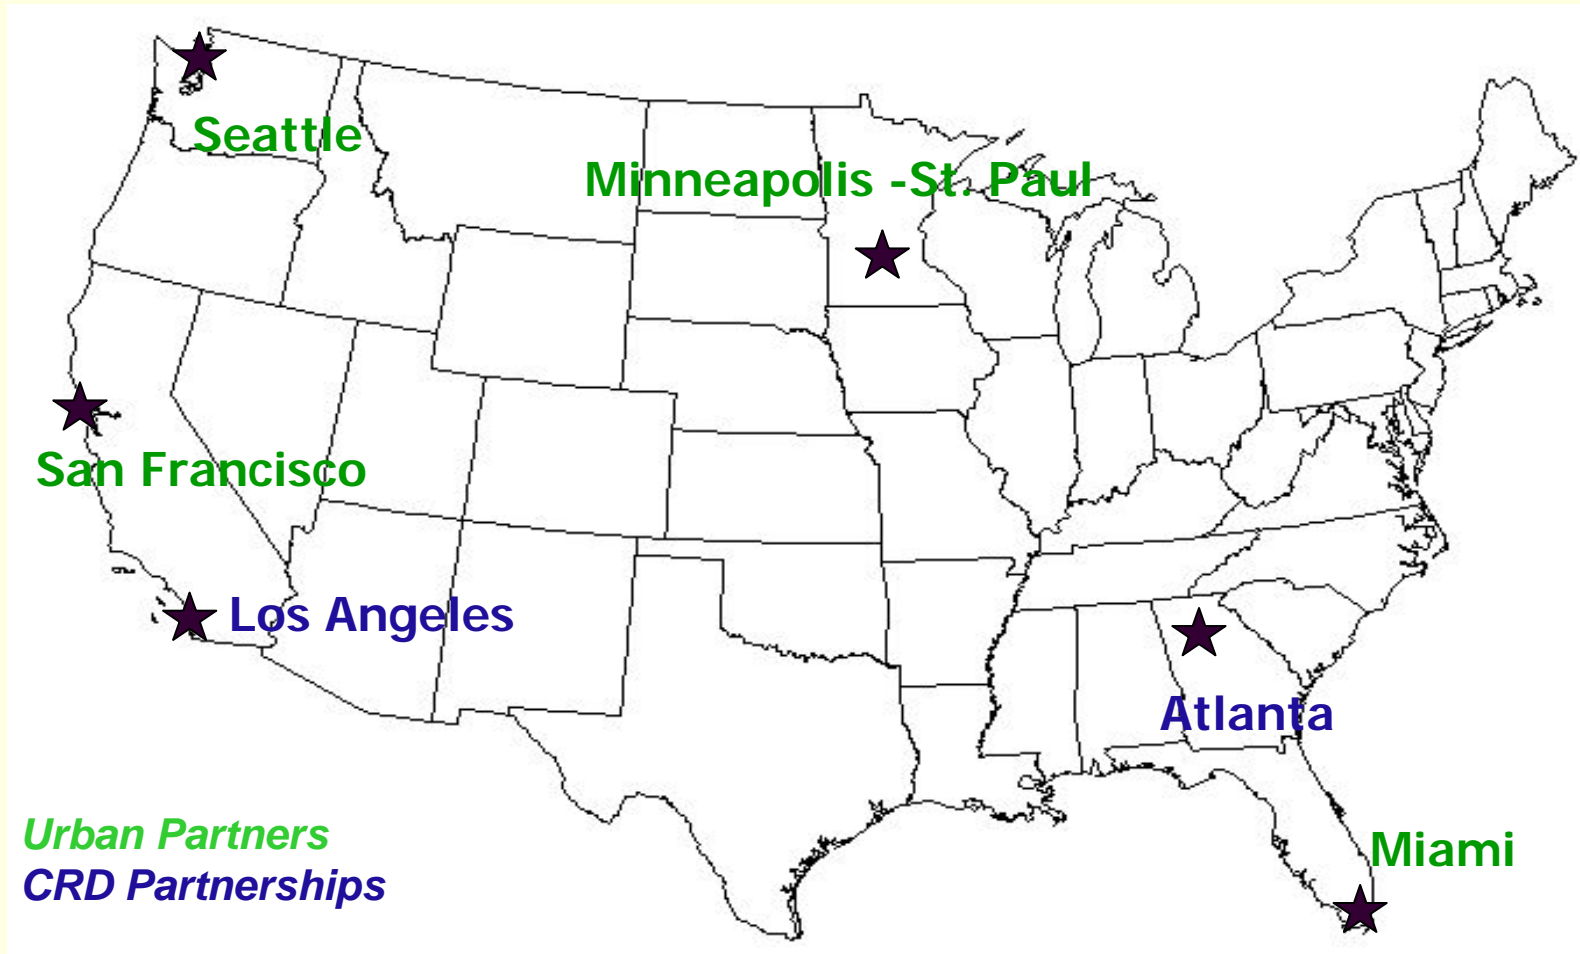 Seattle
Minneapolis -St. Paul
San Francisco
Los Angeles
Atlanta
Urban Partners
Miami
CRD Partnerships